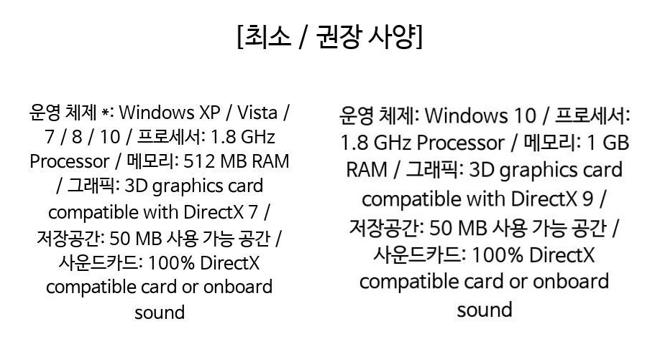 [최소 / 권장 사양]
운영 체제 *: Windows XP / Vista /
7 / 8 / 10 / 프로세서: 1.8 GHz
Processor / 메모리: 512 MB RAM
/ 그래픽: 3D graphics card
compatible with DirectX 7 /
저장공간: 50 MB 사용 가능 공간 /
사운드카드: 100% DirectX
compatible card or onboard
sound
운영 체제: Windows 10 / 프로세서:
1.8 GHz Processor / 메모리: 1 GB
RAM / 그래픽: 3D graphics card
compatible with DirectX 9 /
저장공간: 50 MB 사용 가능 공간 /
사운드카드: 100% DirectX
compatible card or onboard
sound